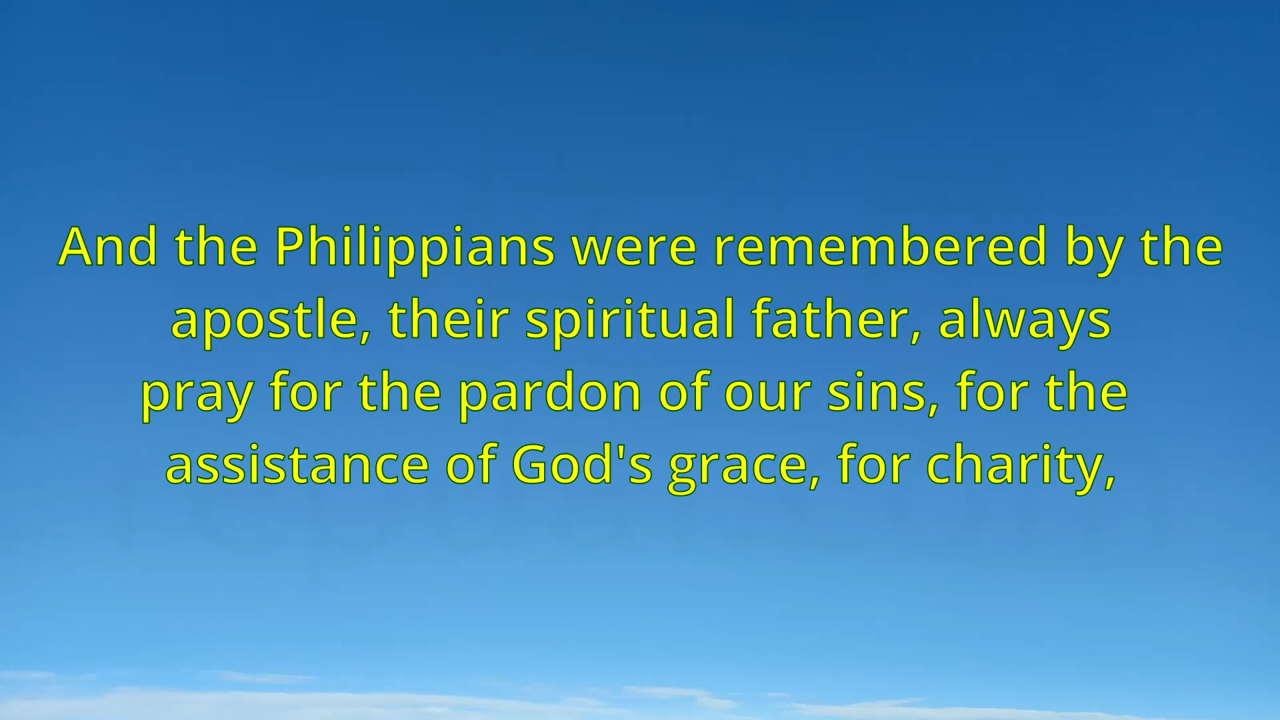 And the Philippians were remembered by the
apostle, their spiritual father, always
pray for the pardon of our sins, for the
assistance of God's grace, for charity,